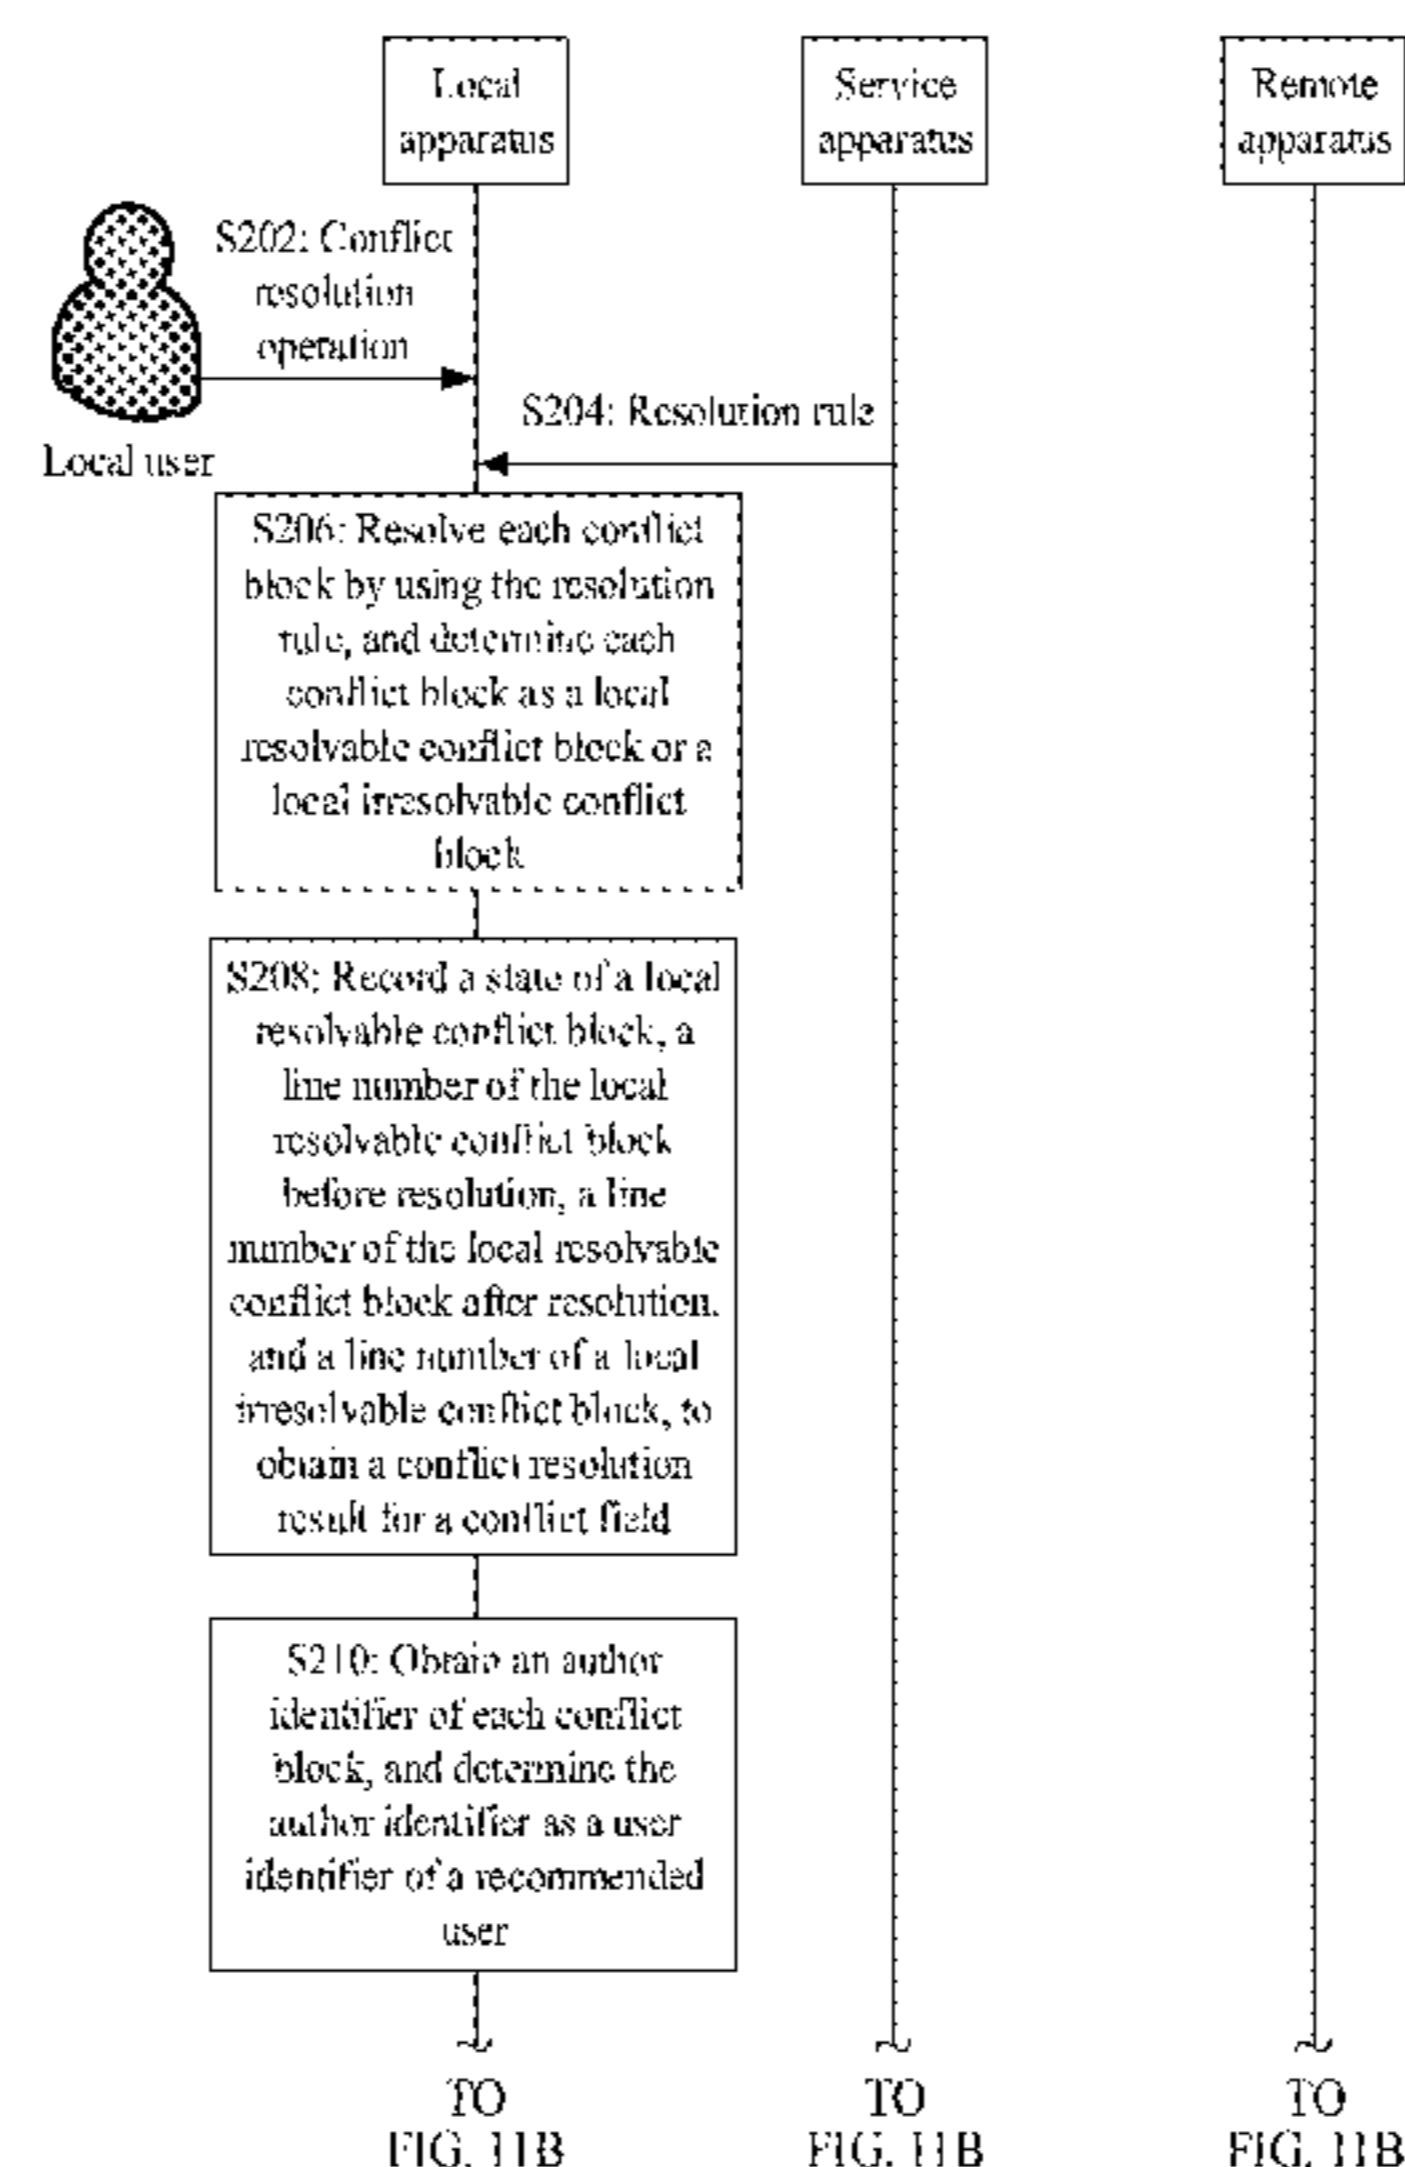 Local
apparatus
Service
apparatus
Remote
apparatus
S202: Conflict
resolution
operation
S204: Resolution rule
Local user
S206: Resolve each conflict
block by using the resolution
rule, and determine each
conflict block as a local
resolvable conflict block or a
local irresolvable conflict
block
S208: Record a state of a local
resolvable conflict block, a
line number of the local
resolvable conflict block
before resolution, a line
number of the local resolvable
conflict block after resolution,
and a line number of a local
irresolvable conflict block, to
obtain a conflict resolution
result for a conflict field
S210: Obtain an author
identifier of each conflict
block, and determine the
author identifier as a user
identifier of a recommended
user
TO
FIG. 11B
TO
FIG. 11B
TO
FIG. 11B